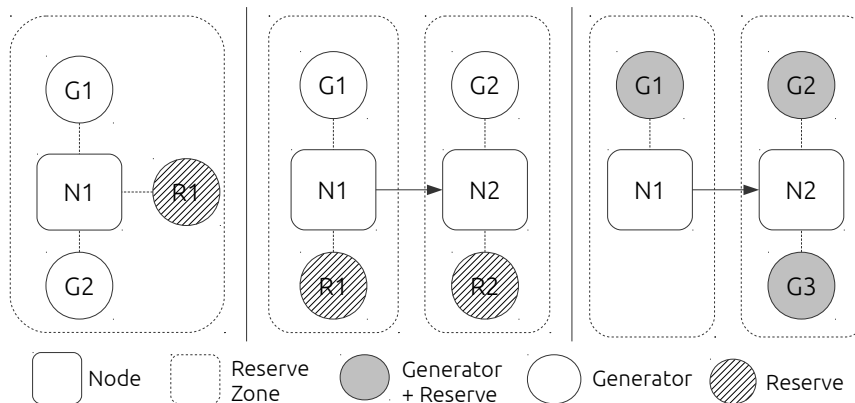 G1
N1
R1
G2
G1
G2
N1
N2
R1
R2
G1
G2
N1
N2
G3
Node
Reserve
Zone
Generator
+ Reserve
Generator
Reserve